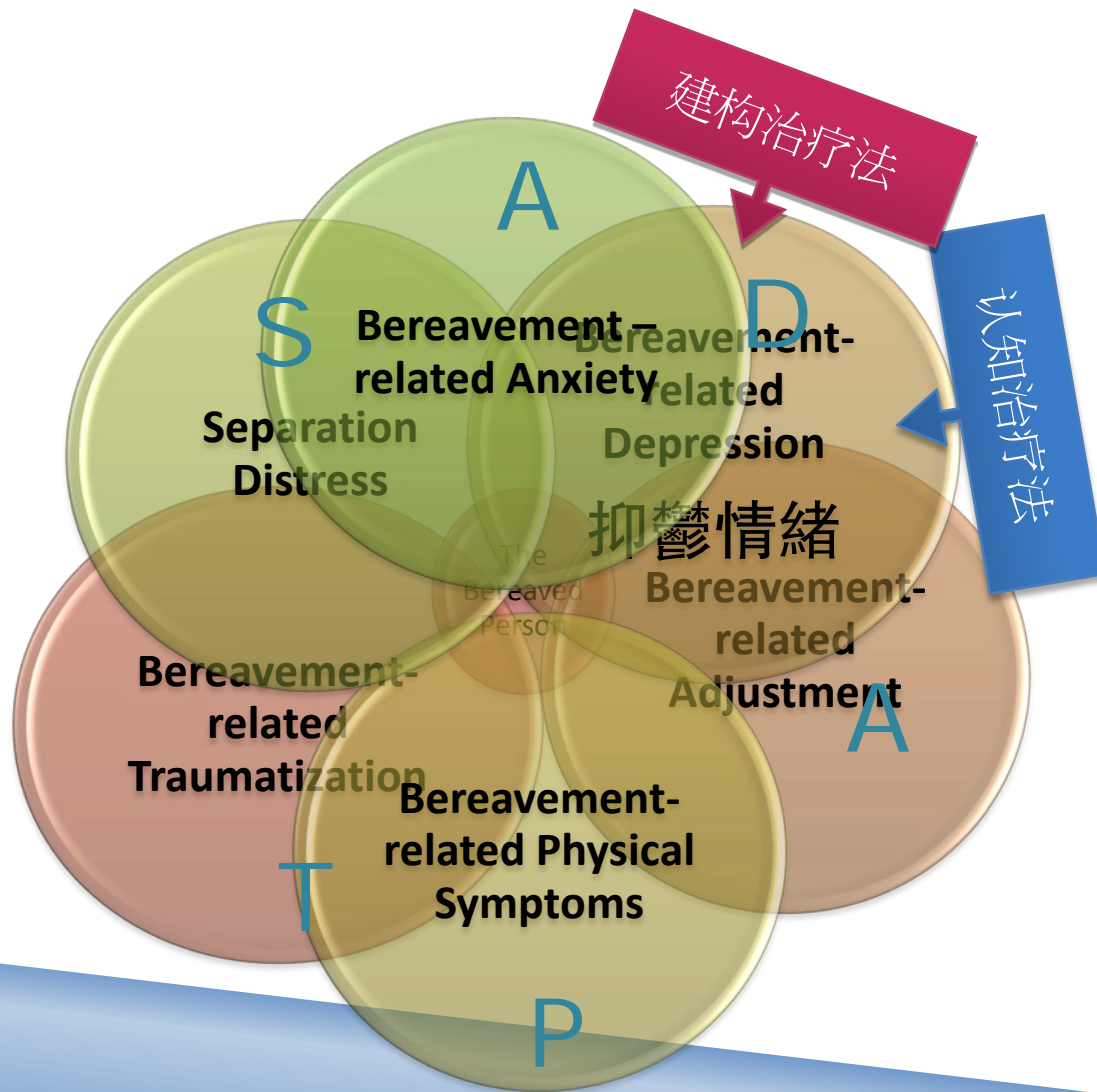 建构治疗法
认知治疗法
A
Bereavement –
related Anxiety
D
Bereavement-
related
Depression
抑鬱情緒
S
Separation
Distress
The
Bereaved
Person
Bereavement-
related
Adjustment
A
Bereavement-
related
Traumatization
T
Bereavement-
related Physical
Symptoms
P